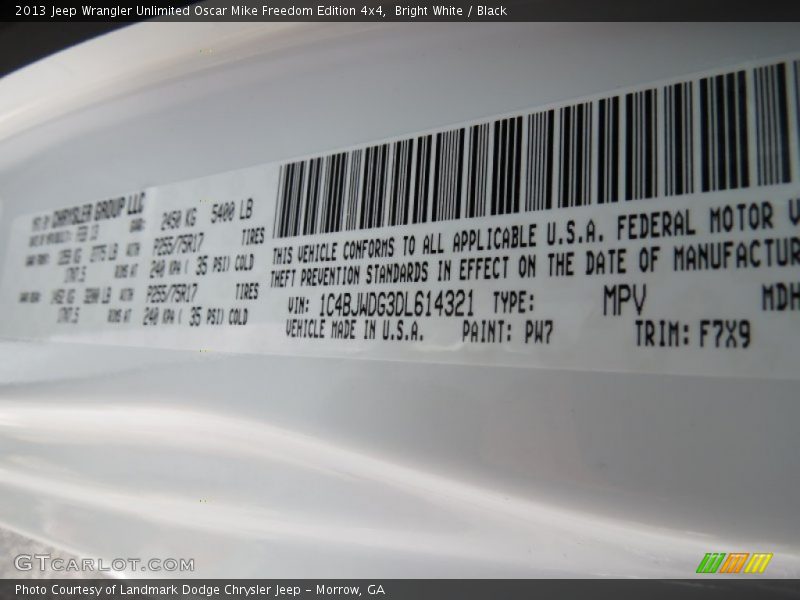 2013 Jeep Wrangler Unlimited Oscar Mike Freedom Edition 4x4, Bright White / Black
MFD BY CHRYSLER GROUP LLC
2450 KG 5400 LB
P255/75R17 TIRES
240 KPA ( 35 PSI) COLD
P255/75R17 TIRES
240 KPA ( 35 PSI) COLD
THIS VEHICLE CONFORMS TO ALL APPLICABLE U.S.A. FEDERAL MOTOR V
THEFT PREVENTION STANDARDS IN EFFECT ON THE DATE OF MANUFACTUR
VIN: 1C4BJWDG3DL614321 TYPE: MPV MDH
VEHICLE MADE IN U.S.A. PAINT: PW7 TRIM: F7X9
GTCARLOT.COM
Photo Courtesy of Landmark Dodge Chrysler Jeep – Morrow, GA